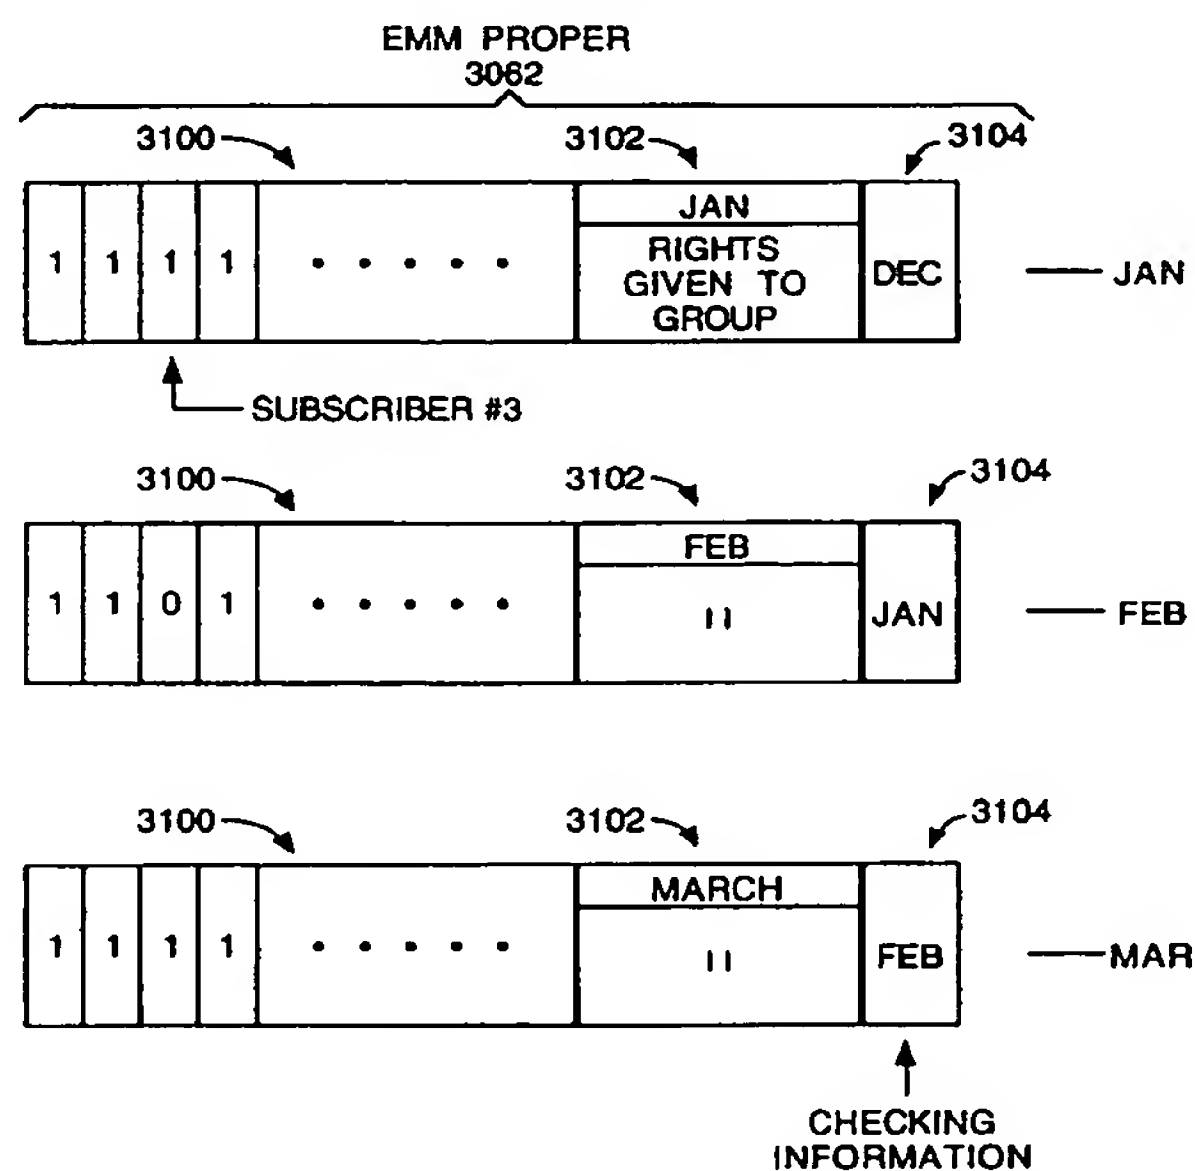 EMM PROPER
3062
3100 3102 3104
1 1 1 1 • • • • • JAN RIGHTS GIVEN TO GROUP DEC JAN
SUBSCRIBER #3
3100 3102 3104
1 1 0 1 • • • • • FEB II JAN FEB
3100 3102 3104
1 1 1 1 • • • • • MARCH II FEB MAR
CHECKING
INFORMATION